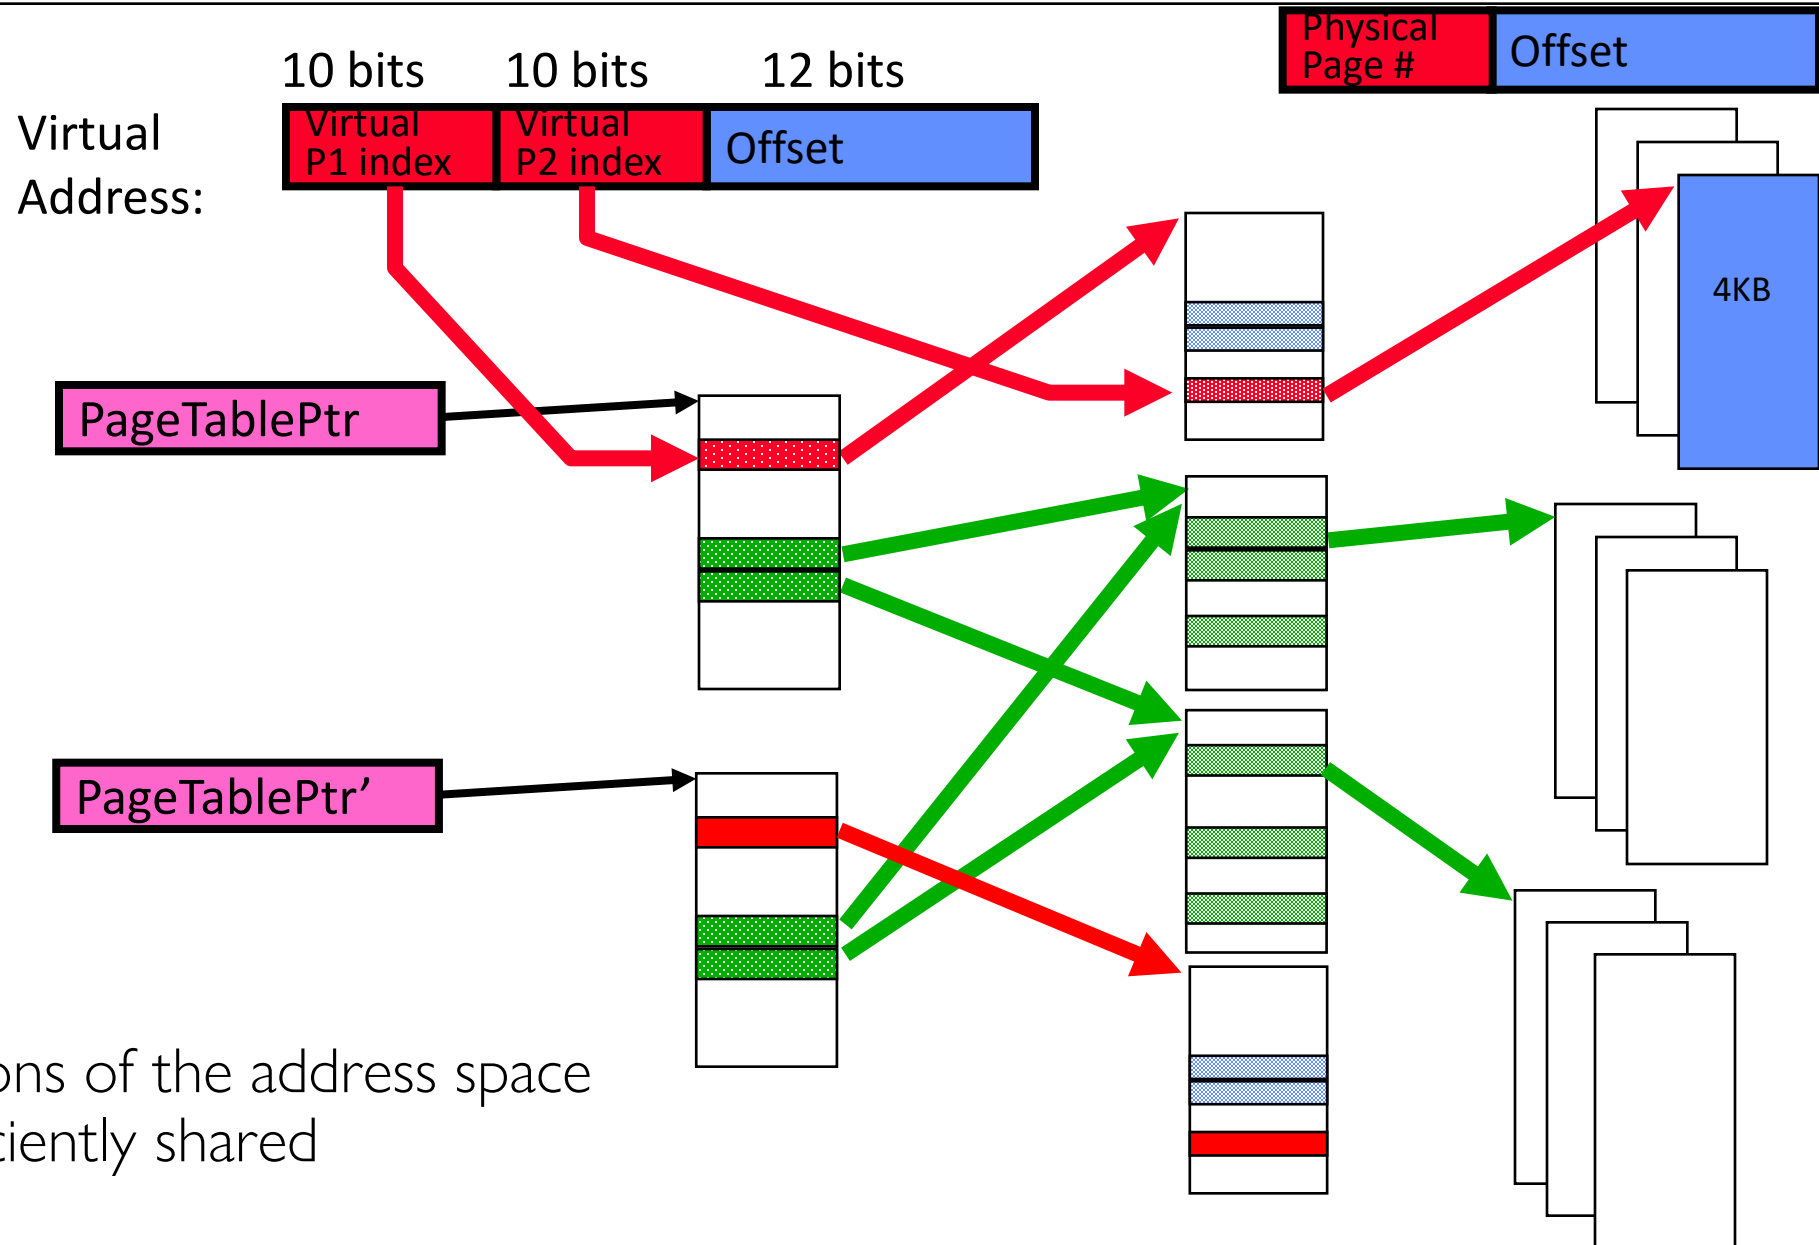 Physical
Page #
Offset
10 bits
10 bits
12 bits
Virtual
Address:
Virtual
P1 index
Virtual
P2 index
Offset
4KB
PageTablePtr
PageTablePtr’
ons of the address space
ciently shared